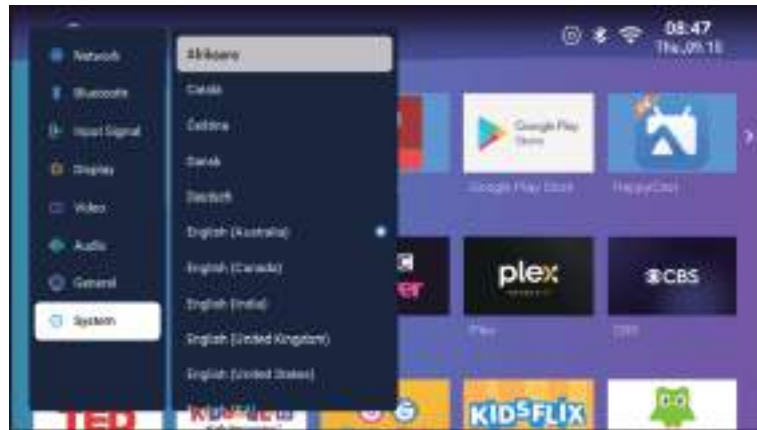 08:47
Network
Bluetooth
Input Signal
Display
Video
Audio
General
System
Afrikaans
Català
Čeština
Dansk
Deutsch
English (Australia)
English (Canada)
English (India)
English (United Kingdom)
English (United States)
Google Play
Store
Google Play Store
HappyCast
plex
CBS
Plex
CBS
TED
KIDSFLIX